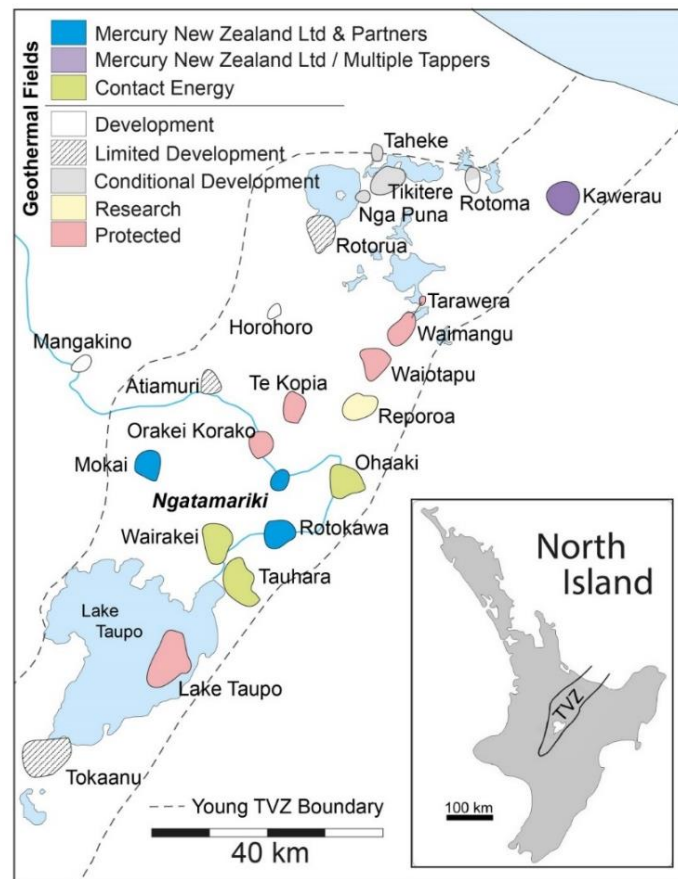 Geothermal Fields
Mercury New Zealand Ltd & Partners
Mercury New Zealand Ltd / Multiple Tappers
Contact Energy
Development
Limited Development
Conditional Development
Research
Protected
Taheke
Tikitere
Rotoma
Kawerau
Nga Puna
Rotorua
Tarawera
Horohoro
Waimangu
Mangakino
Waiotapu
Atiamuri
Te Kopia
Reporoa
Orakei Korako
Mokai
Ohaaki
Ngatamariki
Wairakei
Rotokawa
Tauhara
Lake
Taupo
Lake Taupo
Tokaanu
Young TVZ Boundary
40 km
North
Island
TVZ
100 km